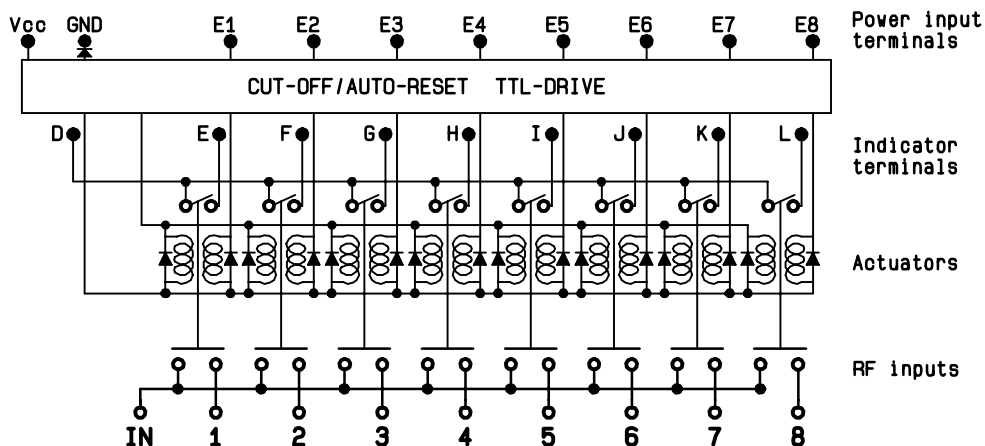 Vcc GND E1 E2 E3 E4 E5 E6 E7 E8 Power input
terminals
CUT-OFF/AUTO-RESET TTL-DRIVE
D E F G H I J K L Indicator
terminals
Actuators
RF inputs
IN 1 2 3 4 5 6 7 8